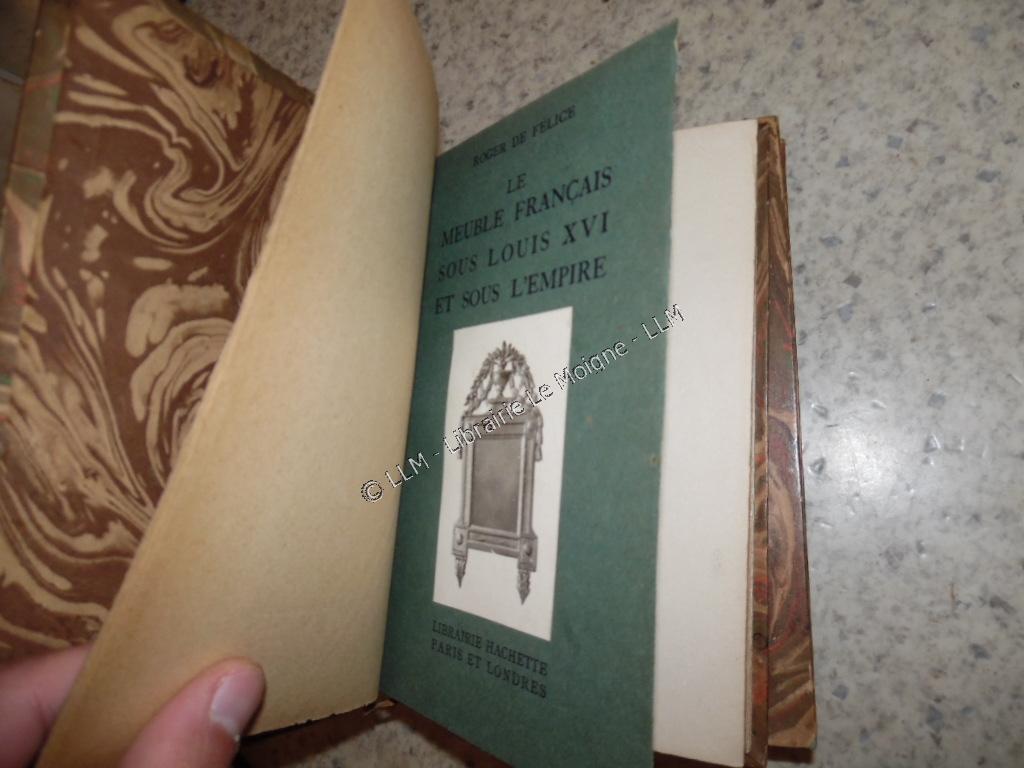 ROGER DE FÉLICE
LE
MEUBLE FRANÇAIS
SOUS LOUIS XVI
ET SOUS L'EMPIRE
© LLM - Librairie Le Moigne - LLM
LIBRAIRIE HACHETTE
PARIS ET LONDRES